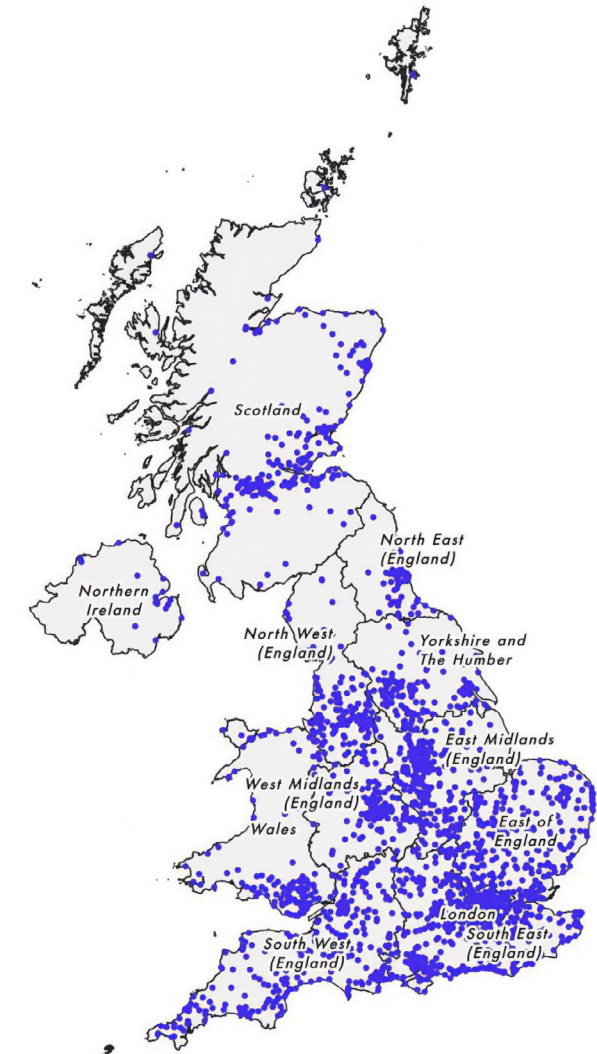 Scotland
North East
(England)
Northern
Ireland
North West
(England)
Yorkshire and
The Humber
East Midlands
(England)
West Midlands
(England)
Wales
East of
England
London
South East
(England)
South West
(England)